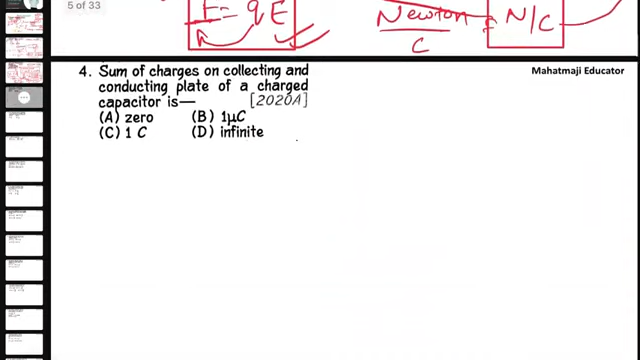 5 of 33
F = qE
Newton / C = N/C
Mahatmaji Educator
4. Sum of charges on collecting and
conducting plate of a charged
capacitor is— [2020A]
(A) zero (B) 1μC
(C) 1 C (D) infinite